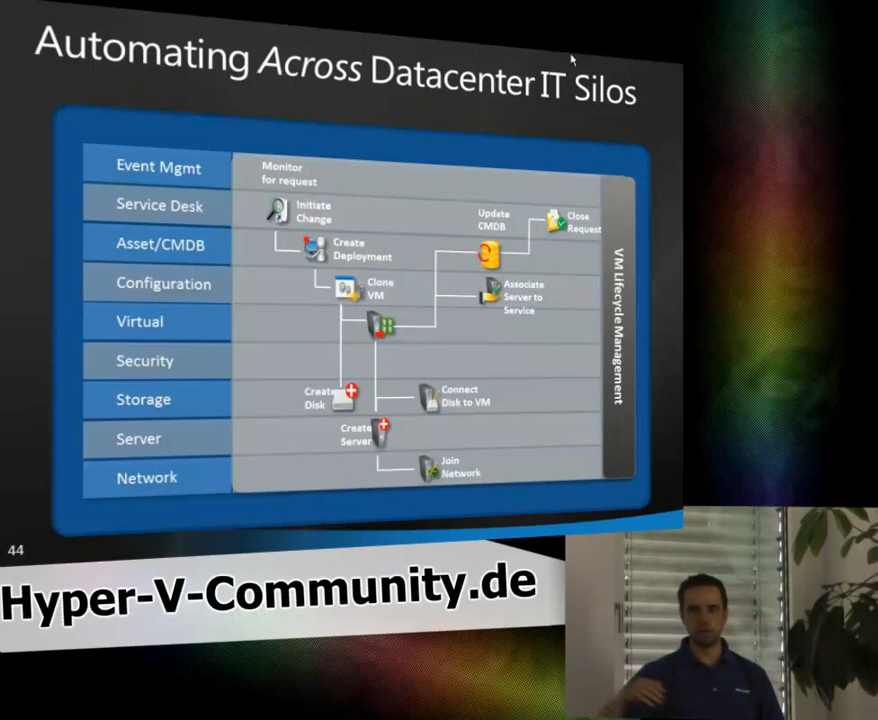 Automating Across Datacenter IT Silos
Event Mgmt
Service Desk
Asset/CMDB
Configuration
Virtual
Security
Storage
Server
Network
Monitor
for request
Initiate
Change
Create
Deployment
Clone
VM
Update
CMDB
Close
Request
Associate
Server to
Service
Create
Disk
Connect
Disk to VM
Create
Server
Join
Network
VM Lifecycle Management
44
Hyper-V-Community.de